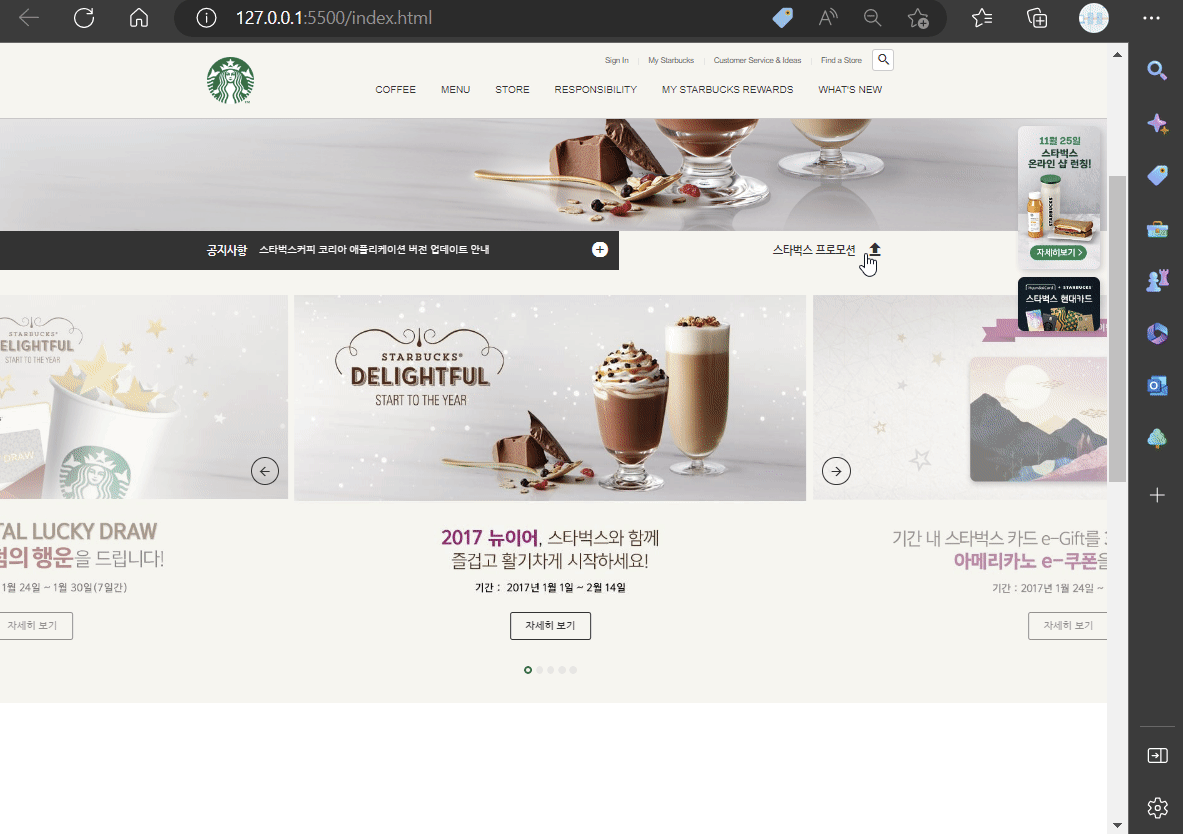 127.0.0.1:5500/index.html
Sign In
My Starbucks
Customer Service & Ideas
Find a Store
COFFEE
MENU
STORE
RESPONSIBILITY
MY STARBUCKS REWARDS
WHAT'S NEW
11월 25일
스타벅스
온라인 샵 런칭!
STARBUCKS
자세히보기 >
공지사항
스타벅스커피 코리아 애플리케이션 버전 업데이트 안내
스타벅스 프로모션
HyundaiCard + STARBUCKS
스타벅스 현대카드
STARBUCKS®
DELIGHTFUL
START TO THE YEAR
DRAW
STARBUCKS®
DELIGHTFUL
START TO THE YEAR
TAL LUCKY DRAW
첨의 행운을 드립니다!
1월 24일 ~ 1월 30일(7일간)
자세히 보기
2017 뉴이어, 스타벅스와 함께
즐겁고 활기차게 시작하세요!
기간 : 2017년 1월 1일 ~ 2월 14일
자세히 보기
기간 내 스타벅스 카드 e-Gift를
아메리카노 e-쿠폰을
기간 : 2017년 1월 24일 ~
자세히 보기